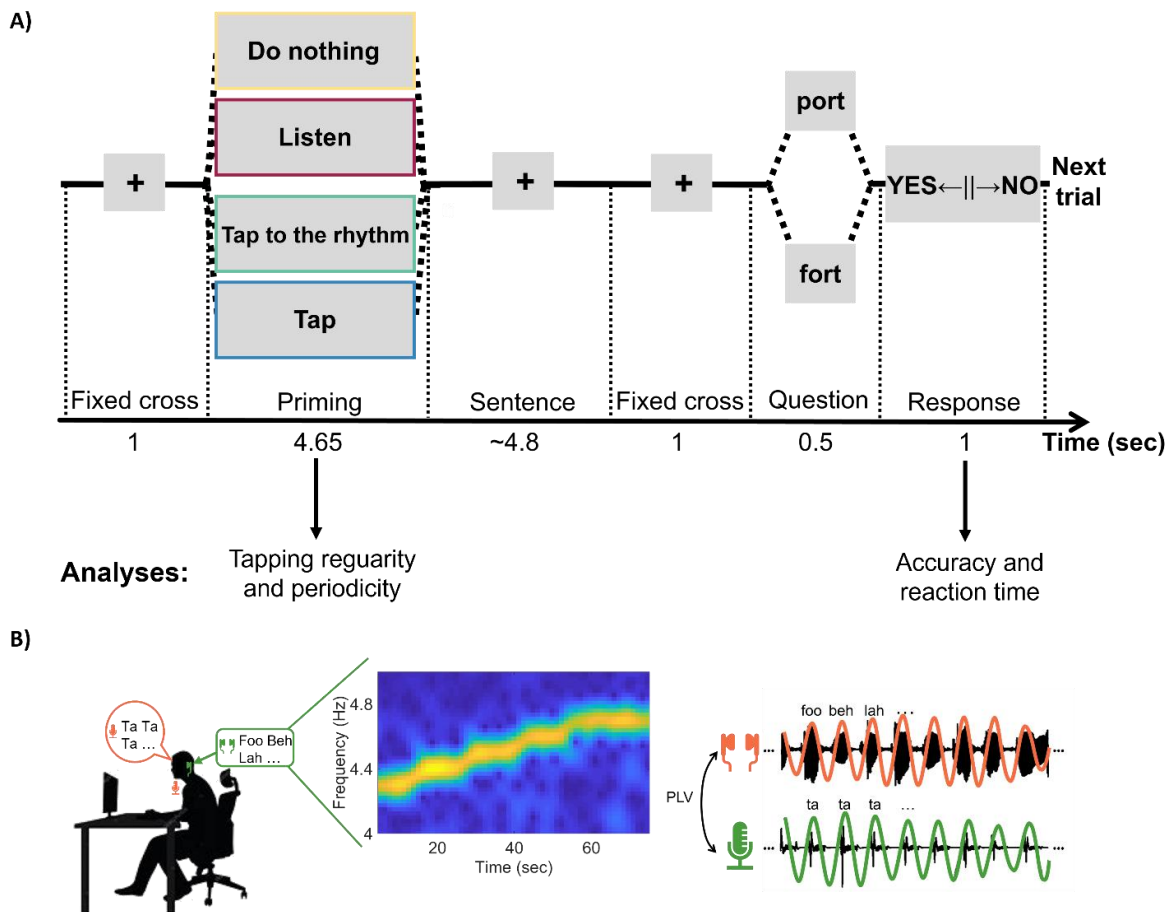 A)
Do nothing
Listen
Tap to the rhythm
Tap
+
+
+
port
fort
YES←||→NO
Next
trial
Fixed cross
Priming
Sentence
Fixed cross
Question
Response
1
4.65
~4.8
1
0.5
1
Time (sec)
Analyses:
Tapping reguarity
and periodicity
Accuracy and
reaction time
B)
Ta Ta
Ta ...
Foo Beh
Lah ...
Frequency (Hz)
4.8
4.4
4
20
40
60
Time (sec)
PLV
foo beh lah ...
... ...
ta ta ta ...
... ...